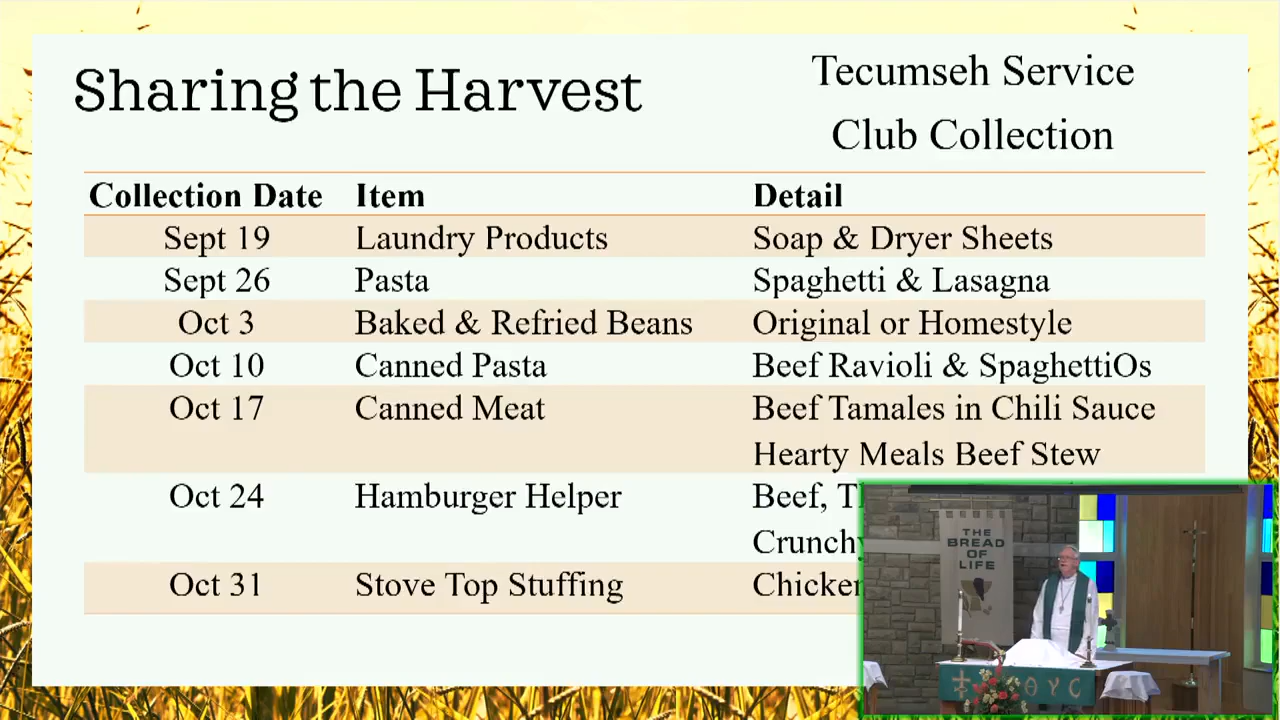 Sharing the Harvest
Tecumseh Service
Club Collection
Collection Date Item Detail
Sept 19 Laundry Products Soap & Dryer Sheets
Sept 26 Pasta Spaghetti & Lasagna
Oct 3 Baked & Refried Beans Original or Homestyle
Oct 10 Canned Pasta Beef Ravioli & SpaghettiOs
Oct 17 Canned Meat Beef Tamales in Chili Sauce
Hearty Meals Beef Stew
Oct 24 Hamburger Helper Beef,
Crunchy
Oct 31 Stove Top Stuffing Chicken
THE
BREAD
OF
LIFE